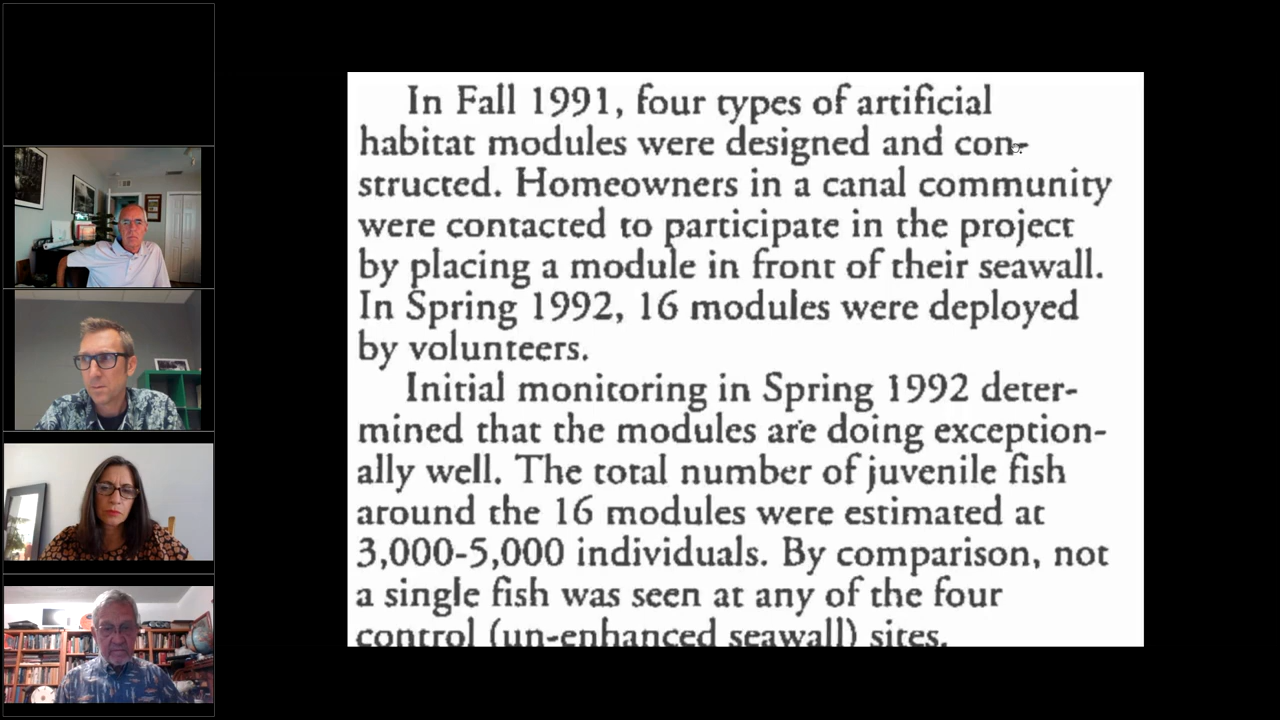 In Fall 1991, four types of artificial
habitat modules were designed and con-
structed. Homeowners in a canal community
were contacted to participate in the project
by placing a module in front of their seawall.
In Spring 1992, 16 modules were deployed
by volunteers.
Initial monitoring in Spring 1992 deter-
mined that the modules are doing exception-
ally well. The total number of juvenile fish
around the 16 modules were estimated at
3,000-5,000 individuals. By comparison, not
a single fish was seen at any of the four
control (un-enhanced seawall) sites.